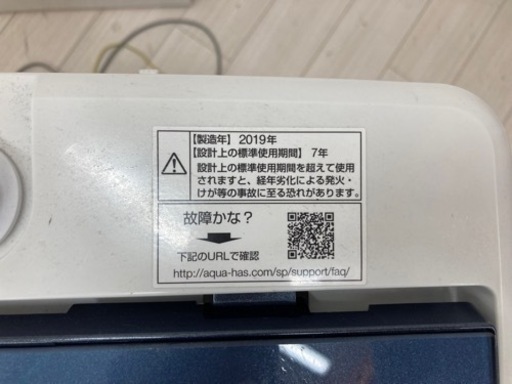 【製造年】2019年
【設計上の標準使用期間】7年
設計上の標準使用期間を超えて使用
されますと、経年劣化による発火・
けが等の事故に至る恐れがあります。
故障かな？
下記のURLで確認
http://aqua-has.com/sp/support/faq/